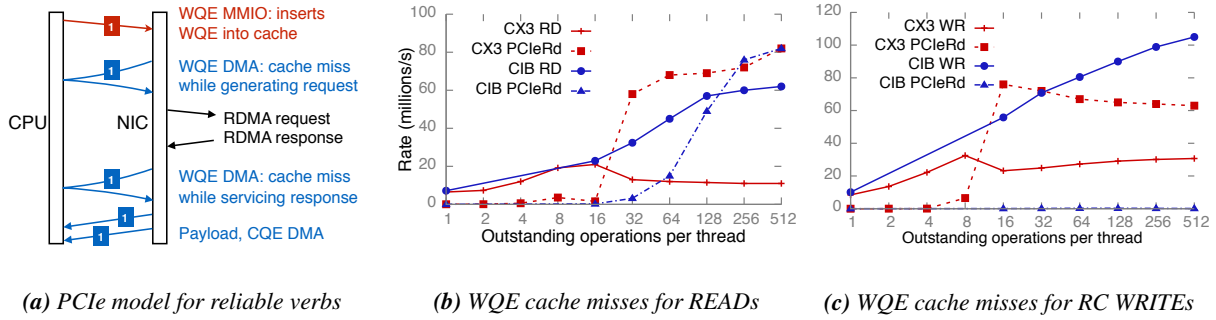 1
WQE MMIO: inserts
WQE into cache
1
WQE DMA: cache miss
while generating request
CPU
NIC
RDMA request
RDMA response
1
WQE DMA: cache miss
while servicing response
1
1
Payload, CQE DMA
(a) PCIe model for reliable verbs
100
80
60
40
20
0
Rate (millions/s)
CX3 RD
CX3 PCIeRd
CIB RD
CIB PCIeRd
1 2 4 8 16 32 64 128 256 512
Outstanding operations per thread
(b) WQE cache misses for READs
120
100
80
60
40
20
0
CX3 WR
CX3 PCIeRd
CIB WR
CIB PCIeRd
1 2 4 8 16 32 64 128 256 512
Outstanding operations per thread
(c) WQE cache misses for RC WRITEs